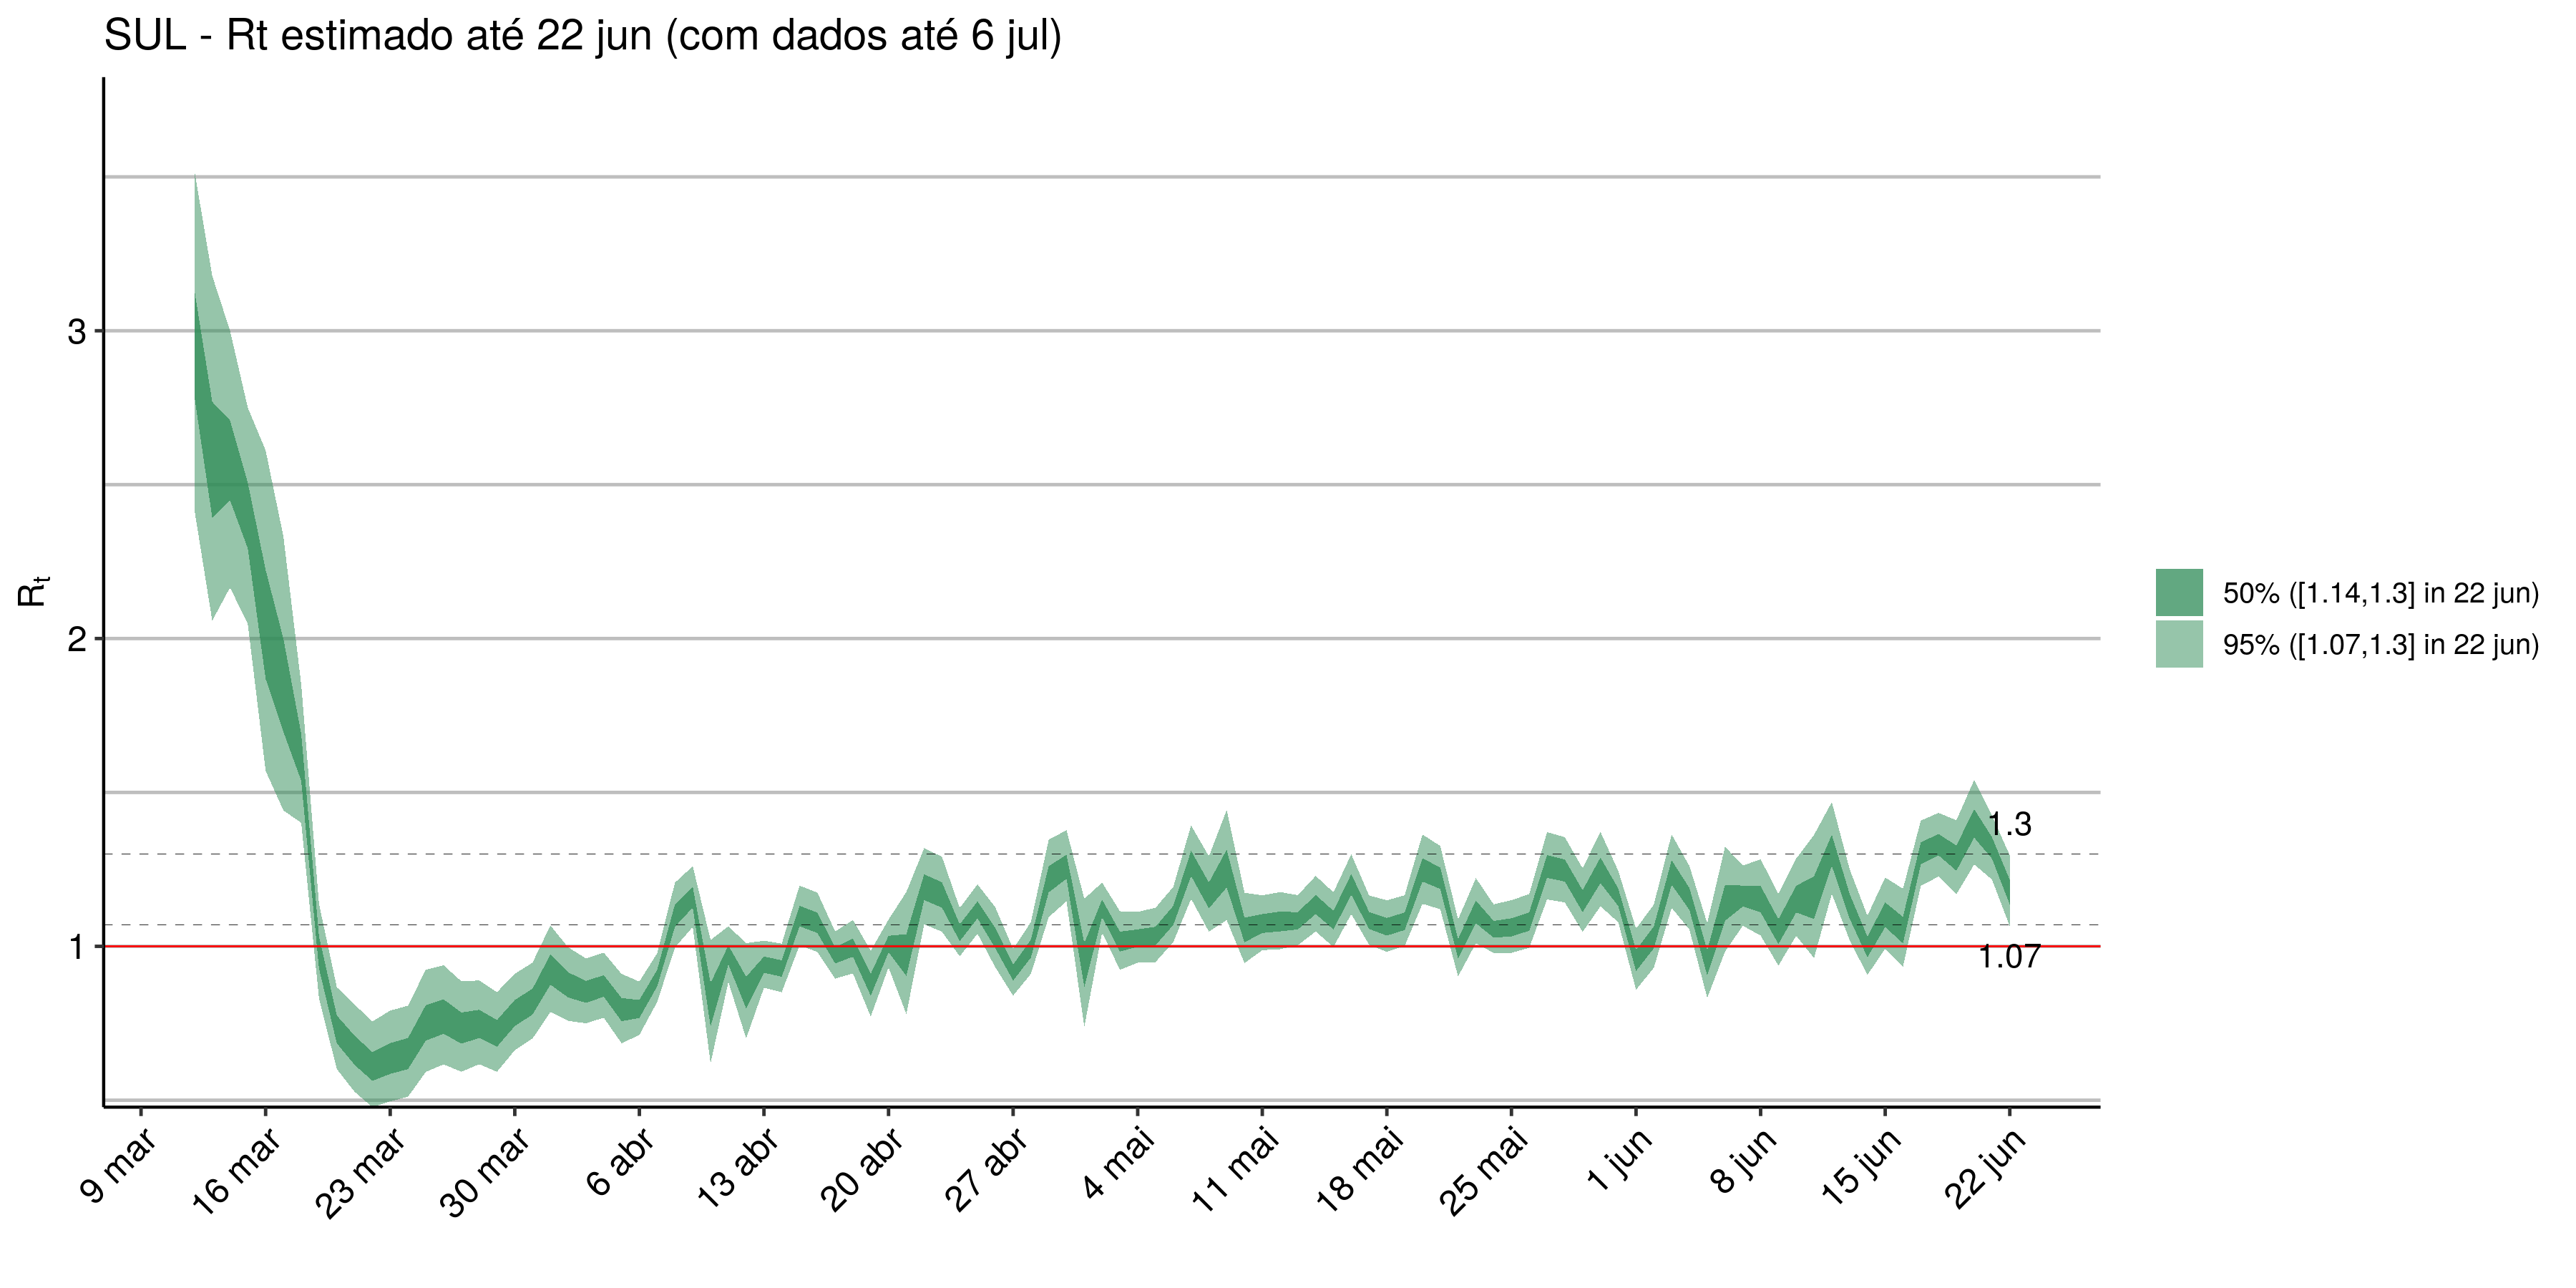 SUL - Rt estimado até 22 jun (com dados até 6 jul)
Rt
3
2
1
1.3
1.07
9 mar
16 mar
23 mar
30 mar
6 abr
13 abr
20 abr
27 abr
4 mai
11 mai
18 mai
25 mai
1 jun
8 jun
15 jun
22 jun
50% ([1.14,1.3] in 22 jun)
95% ([1.07,1.3] in 22 jun)